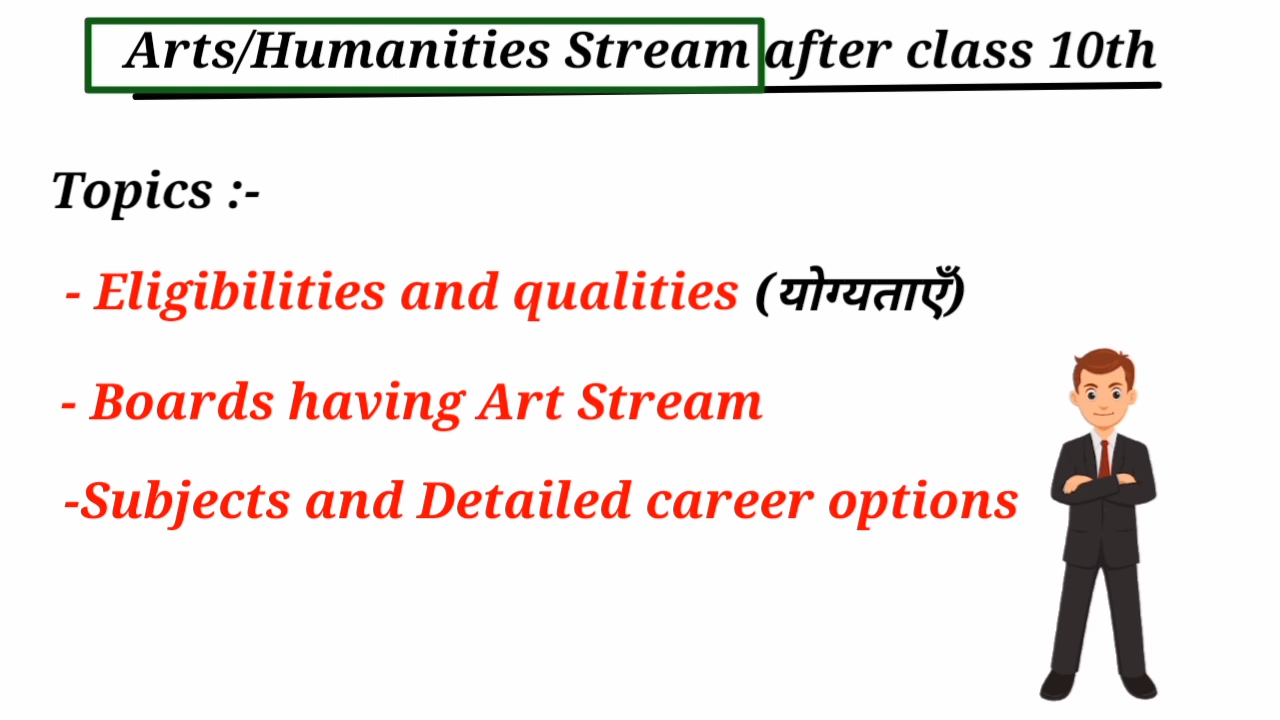 Arts/Humanities Stream after class 10th
Topics :-
- Eligibilities and qualities (योग्यताएँ)
- Boards having Art Stream
-Subjects and Detailed career options